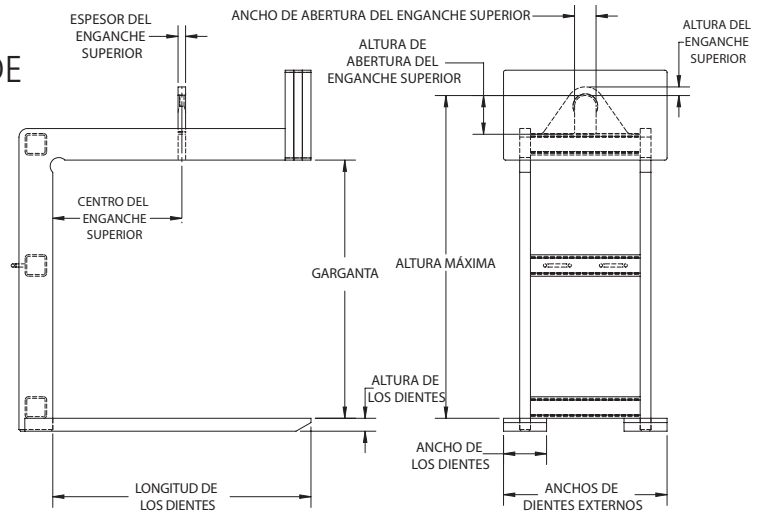 ESPESOR DEL
ENGANCHE
SUPERIOR
DE
ANCHO DE ABERTURA DEL ENGANCHE SUPERIOR
ALTURA DE
ABERTURA DEL
ENGANCHE SUPERIOR
ALTURA DEL
ENGANCHE
SUPERIOR
CENTRO DEL
ENGANCHE
SUPERIOR
GARGANTA
ALTURA MÁXIMA
ALTURA DE
LOS DIENTES
LONGITUD DE
LOS DIENTES
ANCHO DE
LOS DIENTES
ANCHOS DE
DIENTES EXTERNOS